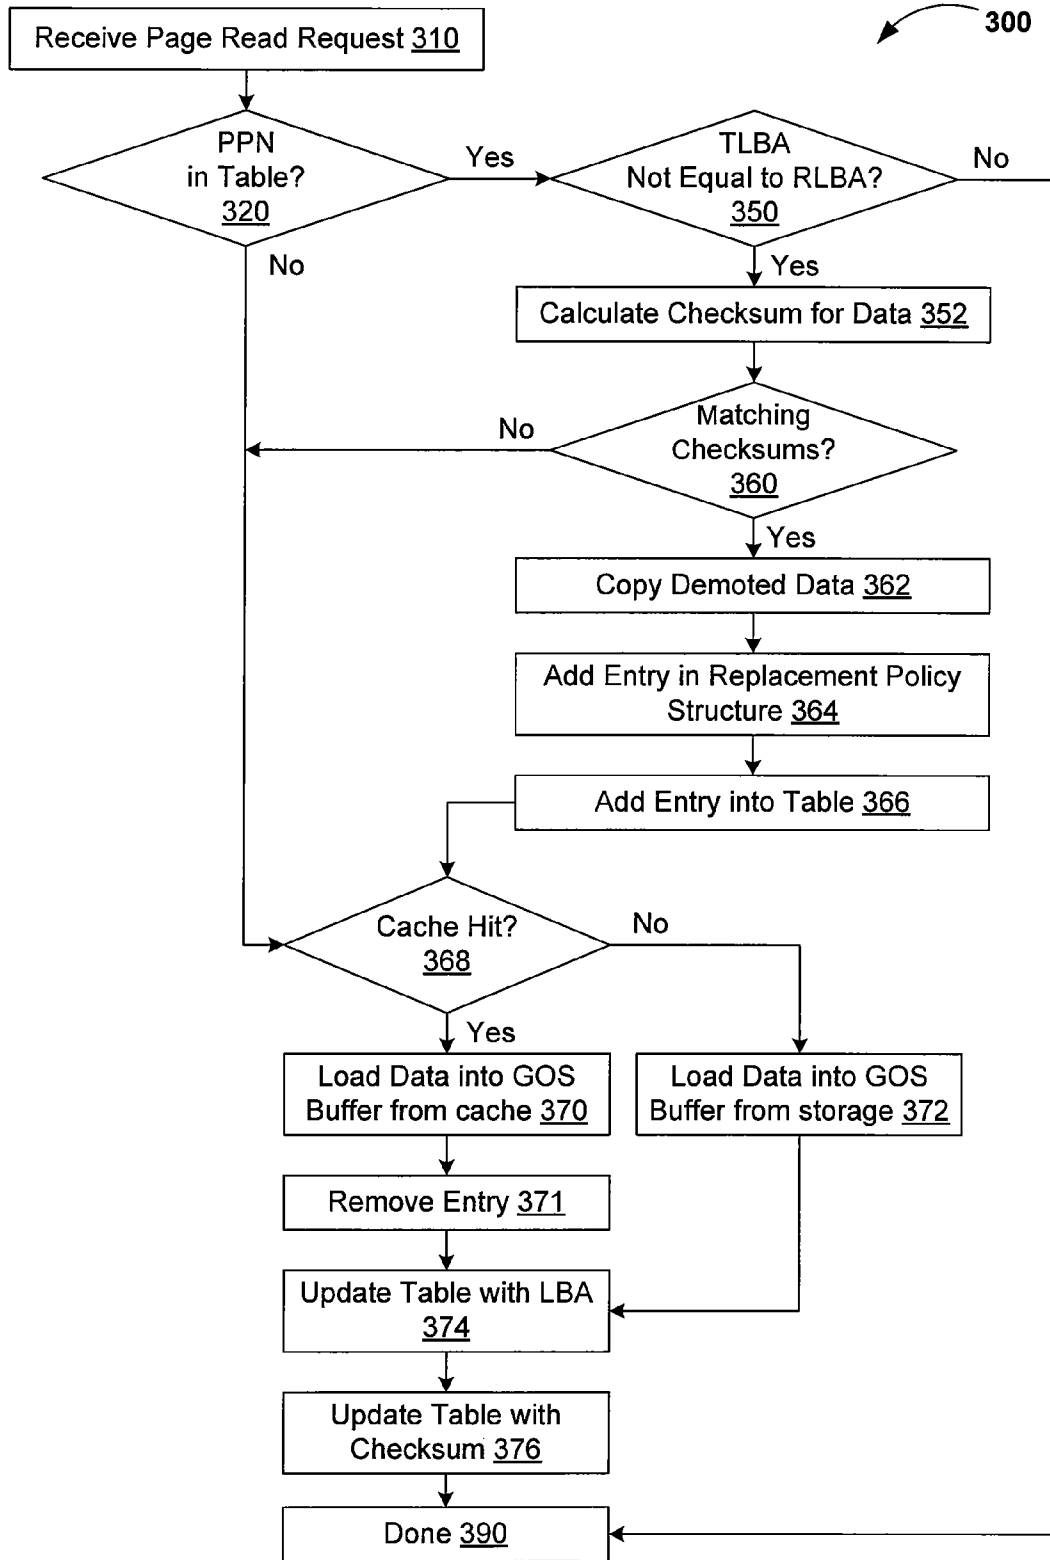 300
Receive Page Read Request 310
PPN
in Table?
320
Yes
No
TLBA
Not Equal to RLBA?
350
No
Yes
Calculate Checksum for Data 352
Matching
Checksums?
360
No
Yes
Copy Demoted Data 362
Add Entry in Replacement Policy
Structure 364
Add Entry into Table 366
Cache Hit?
368
No
Yes
Load Data into GOS
Buffer from cache 370
Load Data into GOS
Buffer from storage 372
Remove Entry 371
Update Table with LBA
374
Update Table with
Checksum 376
Done 390